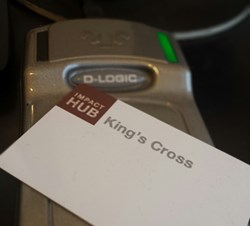 D-LOGIC
IMPACT
HUB
King's Cross